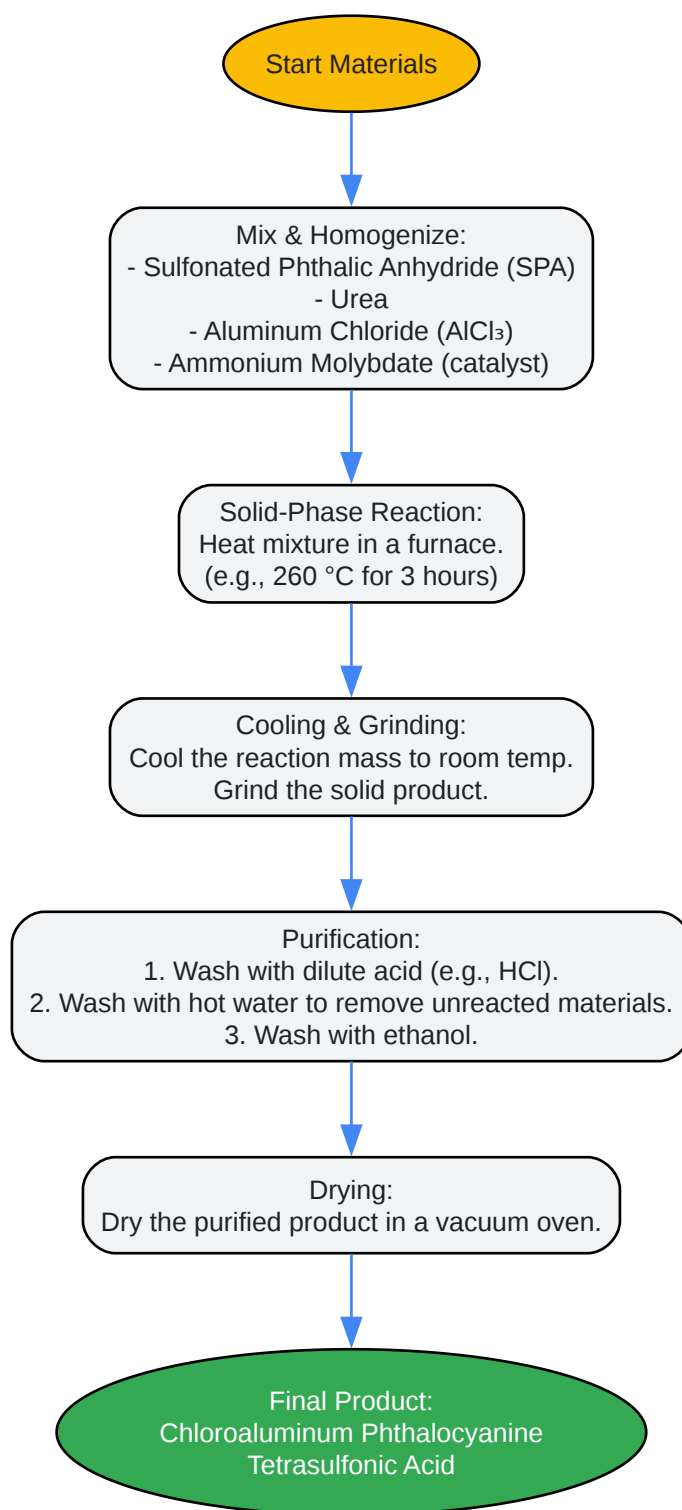 Start Materials
Mix & Homogenize:
- Sulfonated Phthalic Anhydride (SPA)
- Urea
- Aluminum Chloride (AlCl₃)
- Ammonium Molybdate (catalyst)
Solid-Phase Reaction:
Heat mixture in a furnace.
(e.g., 260 °C for 3 hours)
Cooling & Grinding:
Cool the reaction mass to room temp.
Grind the solid product.
Purification:
1. Wash with dilute acid (e.g., HCl).
2. Wash with hot water to remove unreacted materials.
3. Wash with ethanol.
Drying:
Dry the purified product in a vacuum oven.
Final Product:
Chloroaluminum Phthalocyanine
Tetrasulfonic Acid